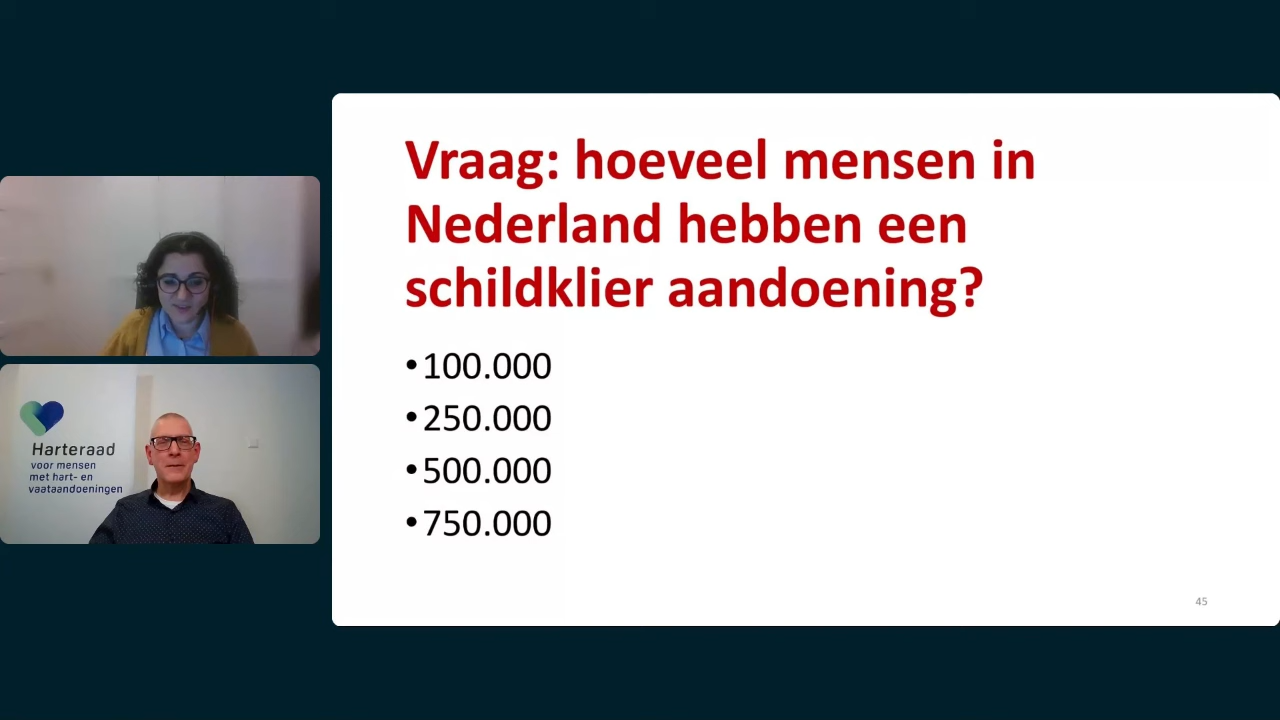 Vraag: hoeveel mensen in
Nederland hebben een
schildklier aandoening?
•100.000
•250.000
•500.000
•750.000
45
Harteraad
voor mensen
met hart- en
vaataandoeningen